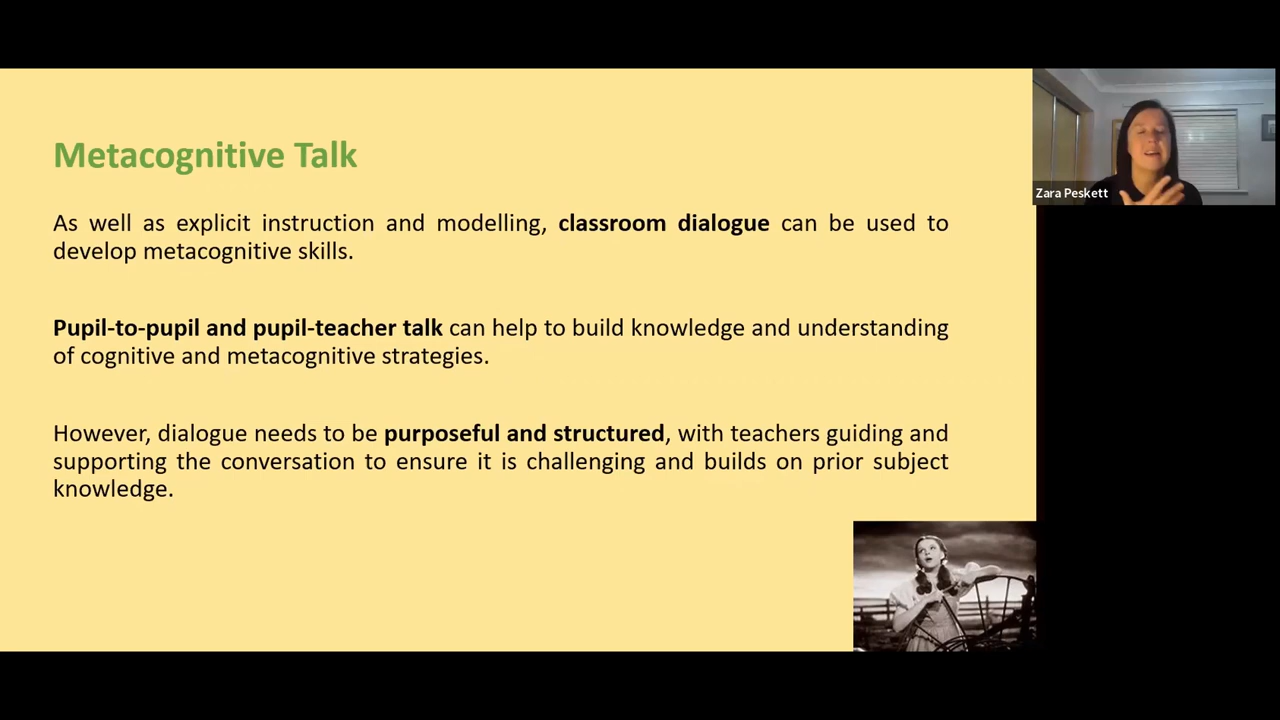 Metacognitive Talk
As well as explicit instruction and modelling, classroom dialogue can be used to
develop metacognitive skills.
Pupil-to-pupil and pupil-teacher talk can help to build knowledge and understanding
of cognitive and metacognitive strategies.
However, dialogue needs to be purposeful and structured, with teachers guiding and
supporting the conversation to ensure it is challenging and builds on prior subject
knowledge.
Zara Peskett